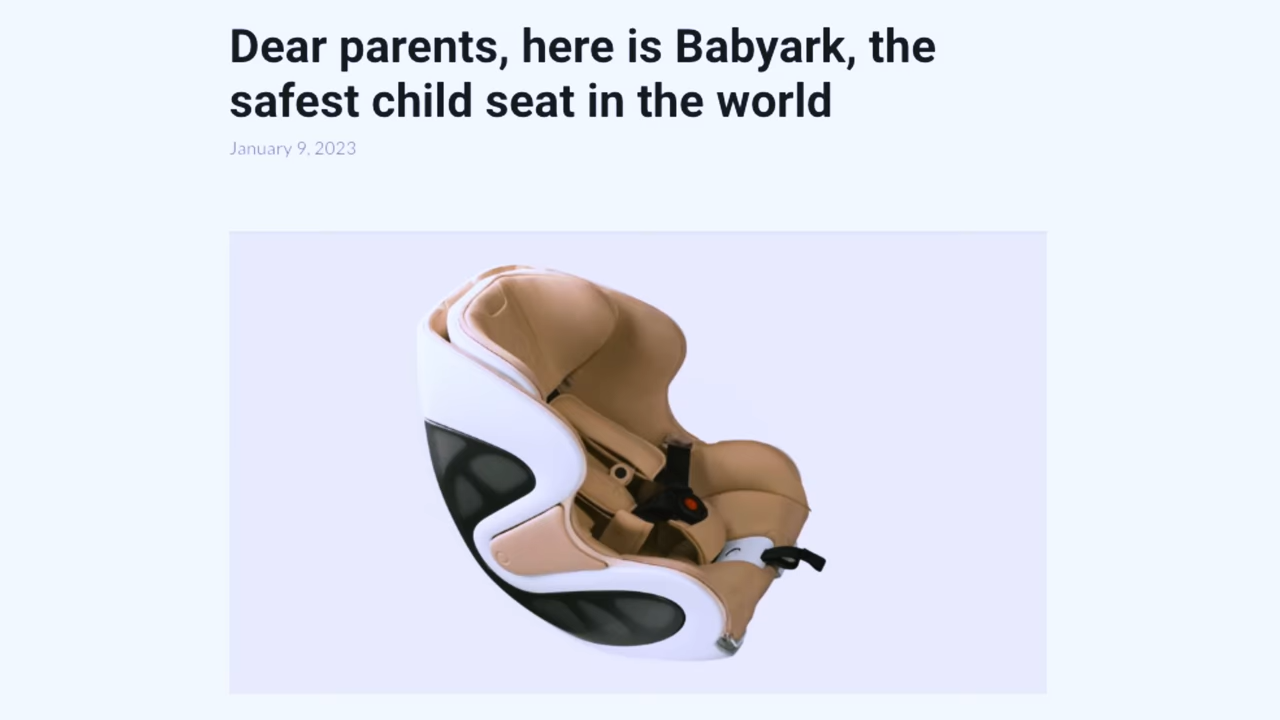 Dear parents, here is Babyark, the
safest child seat in the world
January 9, 2023